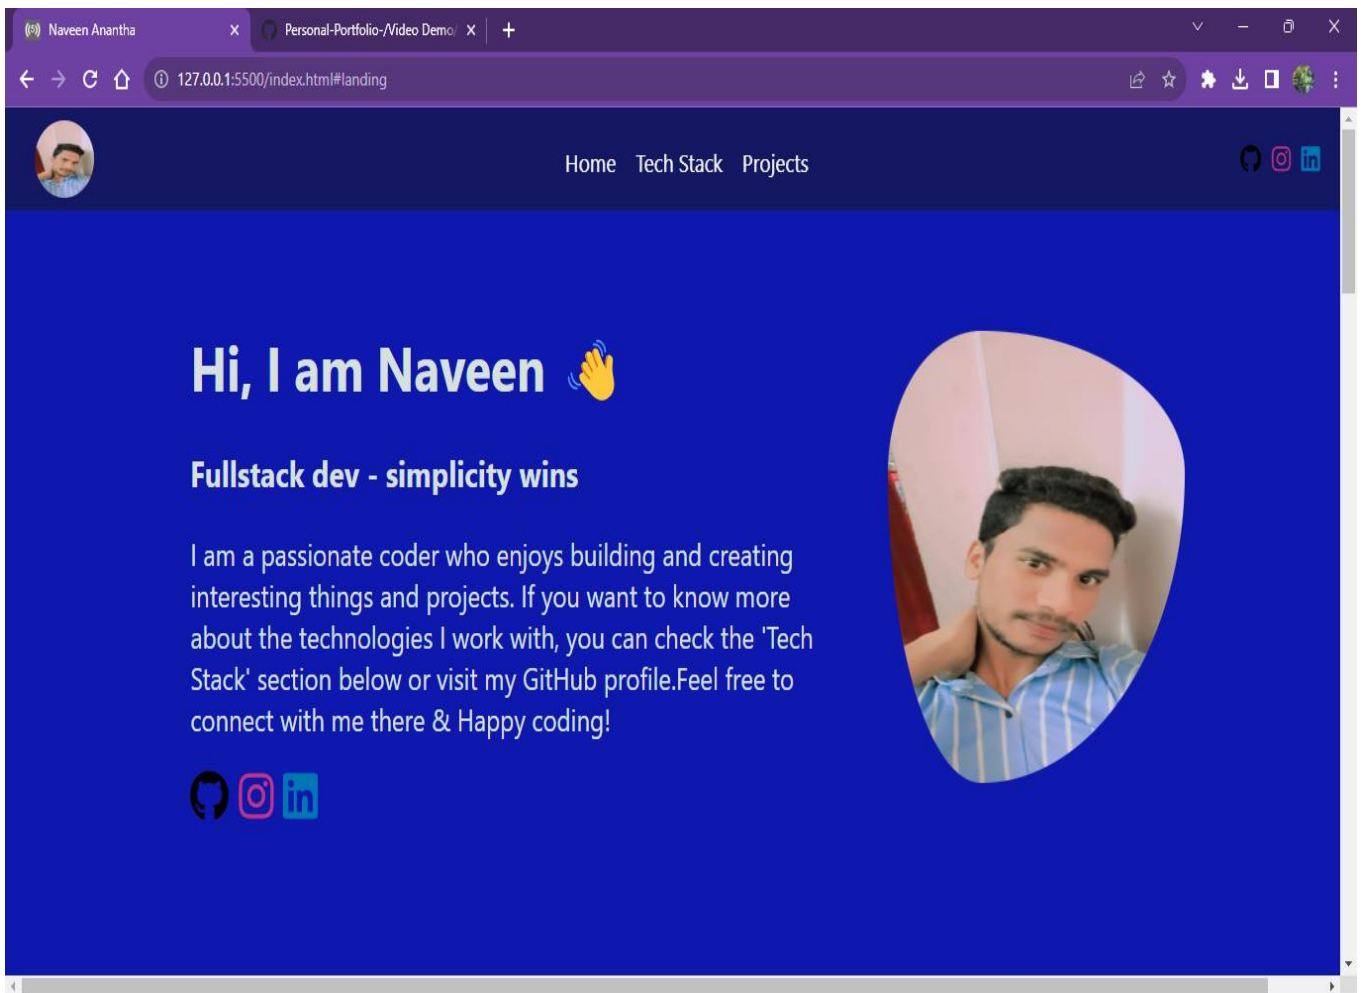 Naveen Anantha
Personal-Portfolio-/Video Demo/
127.0.0.1:5500/index.html#landing
Home Tech Stack Projects
in
Hi, I am Naveen 👋
Fullstack dev - simplicity wins
I am a passionate coder who enjoys building and creating
interesting things and projects. If you want to know more
about the technologies I work with, you can check the 'Tech
Stack' section below or visit my GitHub profile.Feel free to
connect with me there & Happy coding!
in